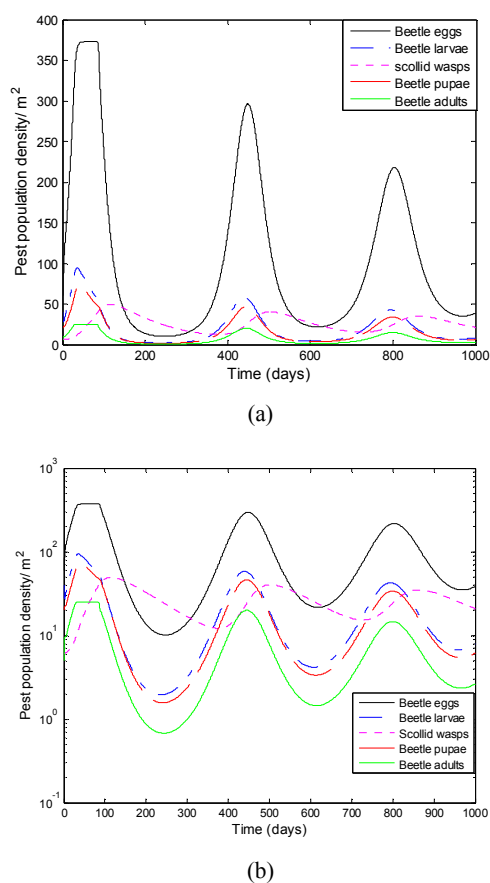 400
350
300
250
200
150
100
50
0
Pest population density/ m2
Beetle eggs
Beetle larvae
scollid wasps
Beetle pupae
Beetle adults
0 200 400 600 800 1000
Time (days)
(a)
10^3
10^2
10^1
10^0
10^-1
Pest population density/ m2
Beetle eggs
Beetle larvae
Scollid wasps
Beetle pupae
Beetle adults
0 100 200 300 400 500 600 700 800 900 1000
Time (days)
(b)